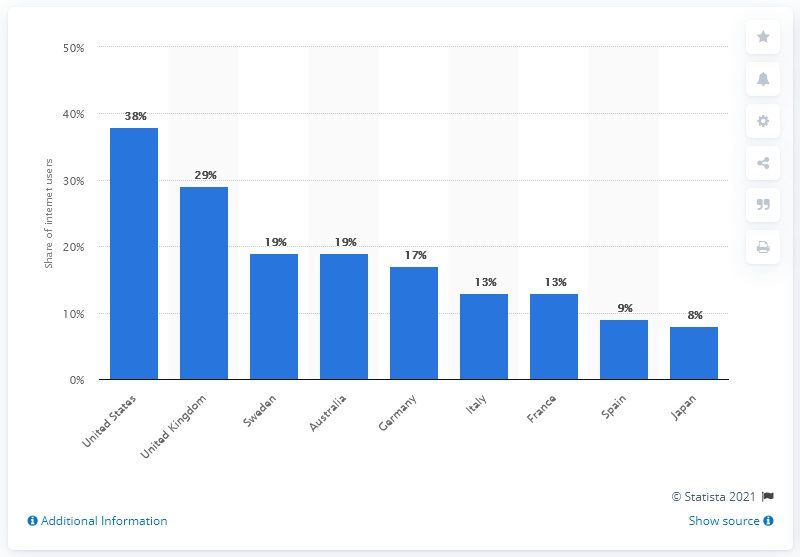 50%
40%
30%
20%
10%
0%
Share of internet users
38%
29%
19%
19%
17%
13%
13%
9%
8%
United States
United Kingdom
Sweden
Australia
Germany
Italy
France
Spain
Japan
© Statista 2021
Additional Information
Show source